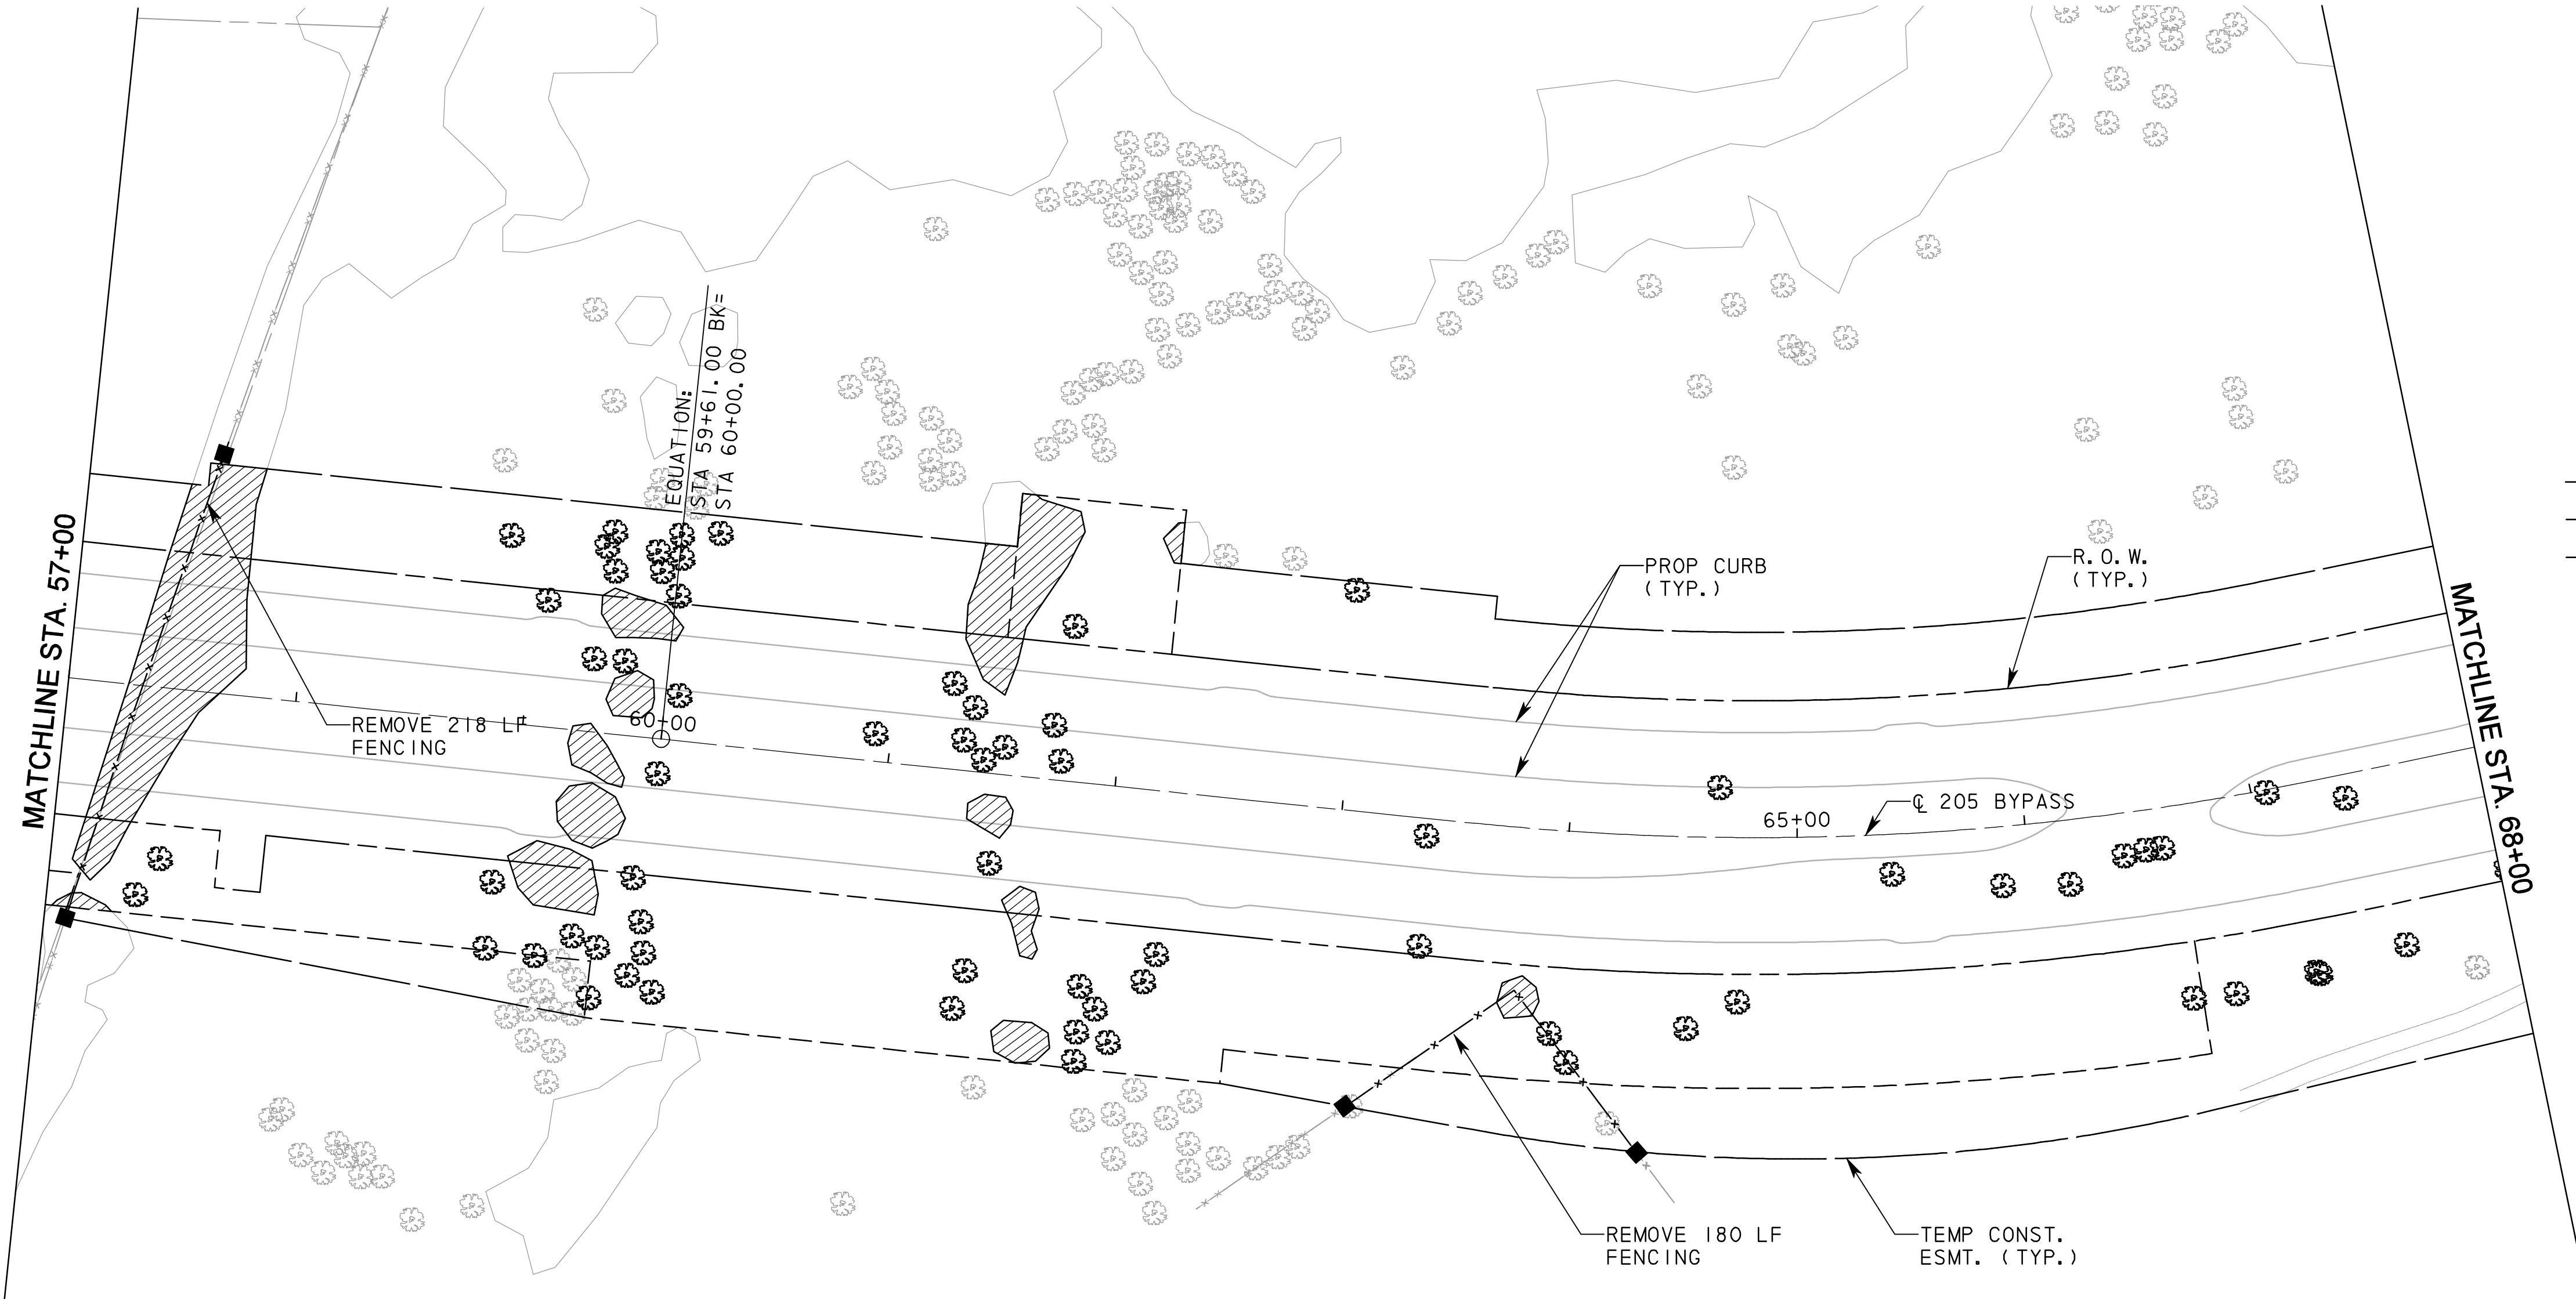 MATCHLINE STA. 57+00
EQUATION:
STA 59+61.00 BK=
STA 60+00.00
PROP CURB
(TYP.)
R.O.W.
(TYP.)
MATCHLINE STA. 68+00
REMOVE 218 LF
FENCING
60+00
65+00
℄ 205 BYPASS
REMOVE 180 LF
FENCING
TEMP CONST.
ESMT. (TYP.)